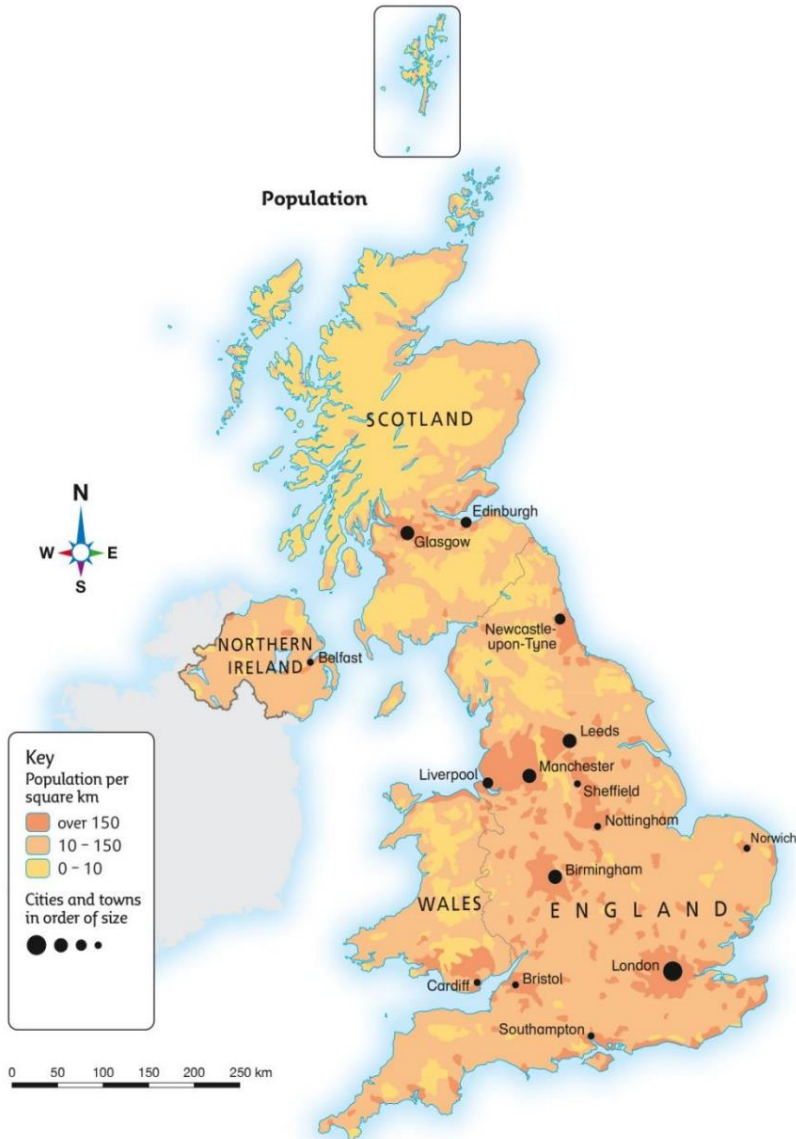 Population
SCOTLAND
Edinburgh
Glasgow
N
W
E
S
Newcastle-
upon-Tyne
NORTHERN
IRELAND
Belfast
Leeds
Manchester
Liverpool
Sheffield
Nottingham
Norwich
Birmingham
WALES
ENGLAND
London
Cardiff
Bristol
Southampton
Key
Population per
square km
over 150
10 – 150
0 – 10
Cities and towns
in order of size
0 50 100 150 200 250 km